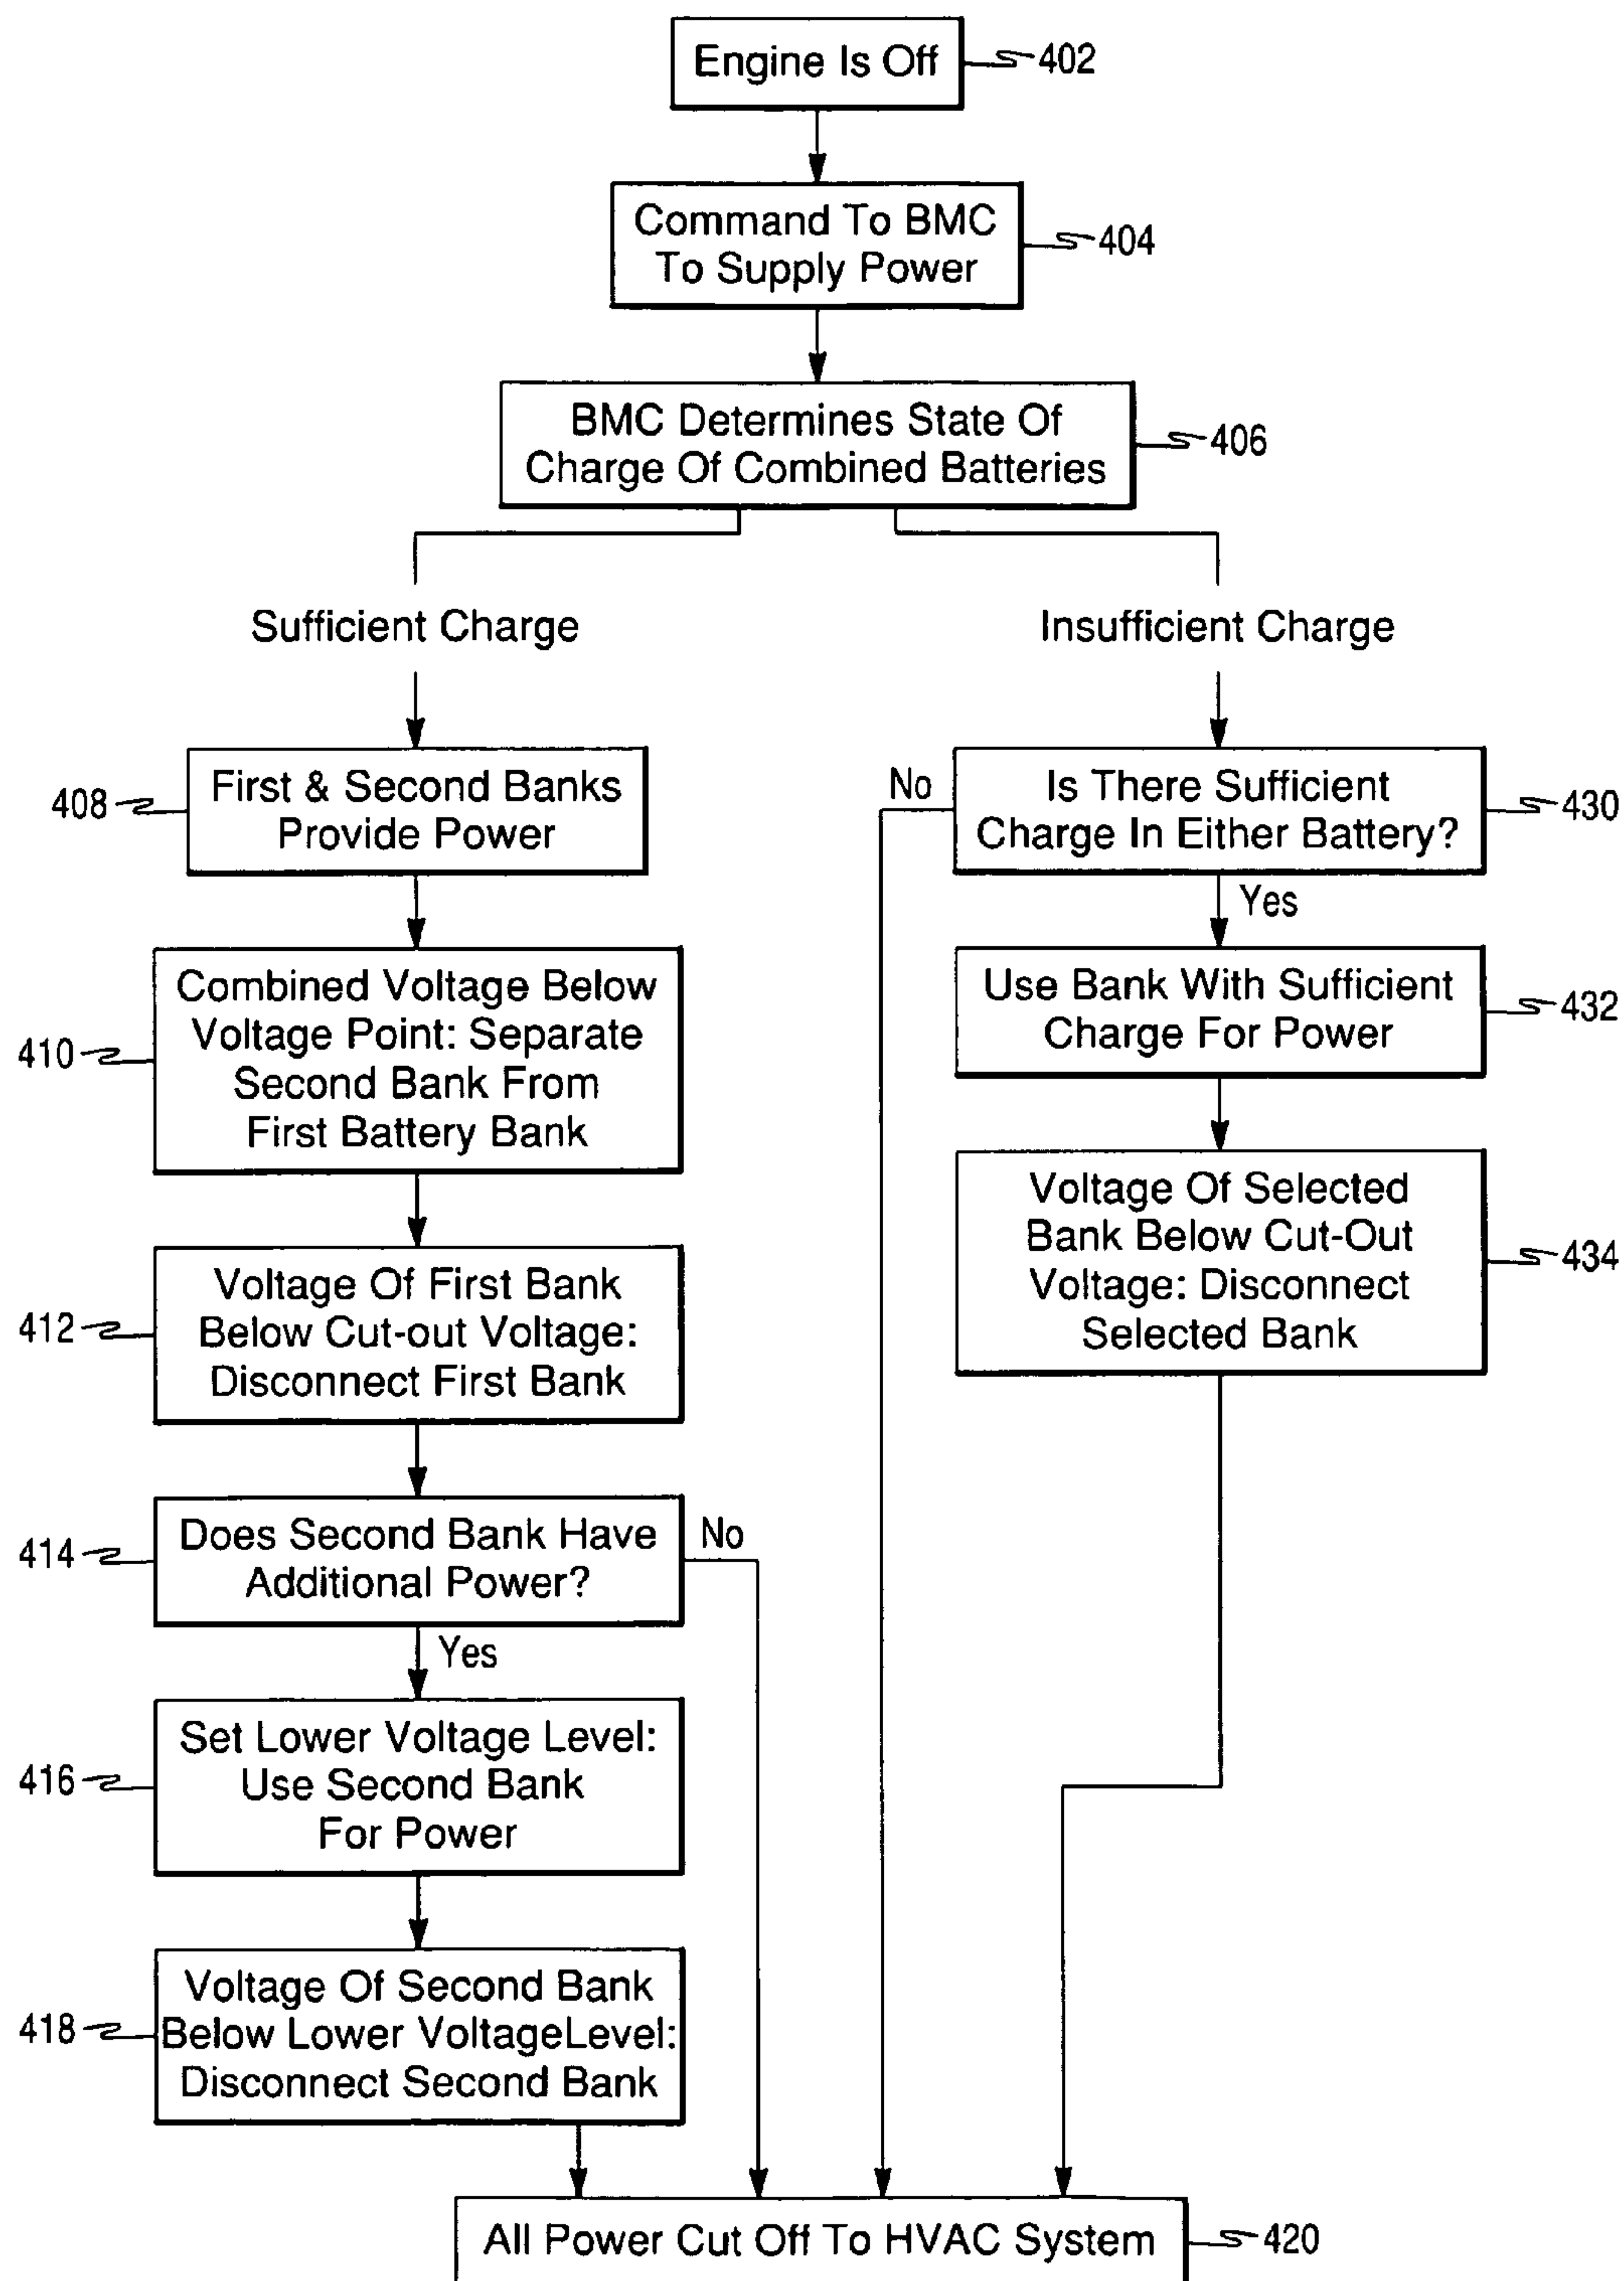 Engine Is Off
402
Command To BMC
To Supply Power
404
BMC Determines State Of
Charge Of Combined Batteries
406
Sufficient Charge
Insufficient Charge
408
First & Second Banks
Provide Power
No
Is There Sufficient
Charge In Either Battery?
430
Yes
410
Combined Voltage Below
Voltage Point: Separate
Second Bank From
First Battery Bank
Use Bank With Sufficient
Charge For Power
432
412
Voltage Of First Bank
Below Cut-out Voltage:
Disconnect First Bank
Voltage Of Selected
Bank Below Cut-Out
Voltage: Disconnect
Selected Bank
434
414
Does Second Bank Have
Additional Power?
No
Yes
416
Set Lower Voltage Level:
Use Second Bank
For Power
418
Voltage Of Second Bank
Below Lower VoltageLevel:
Disconnect Second Bank
All Power Cut Off To HVAC System
420